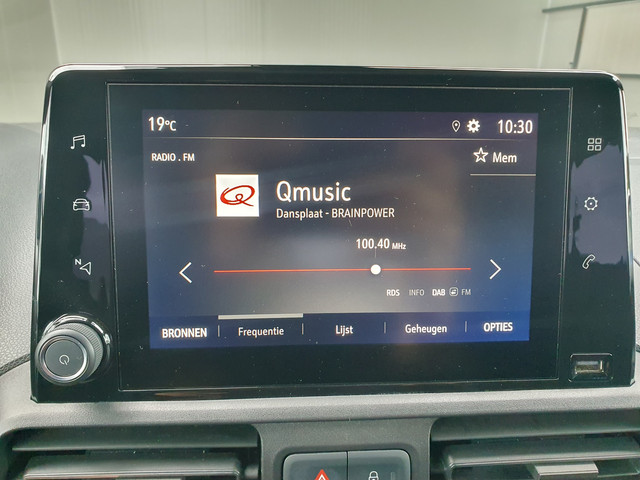 19°C
10:30
RADIO . FM
Mem
Qmusic
Dansplaat - BRAINPOWER
100.40 MHz
N
RDS INFO DAB FM
BRONNEN Frequentie Lijst Geheugen OPTIES